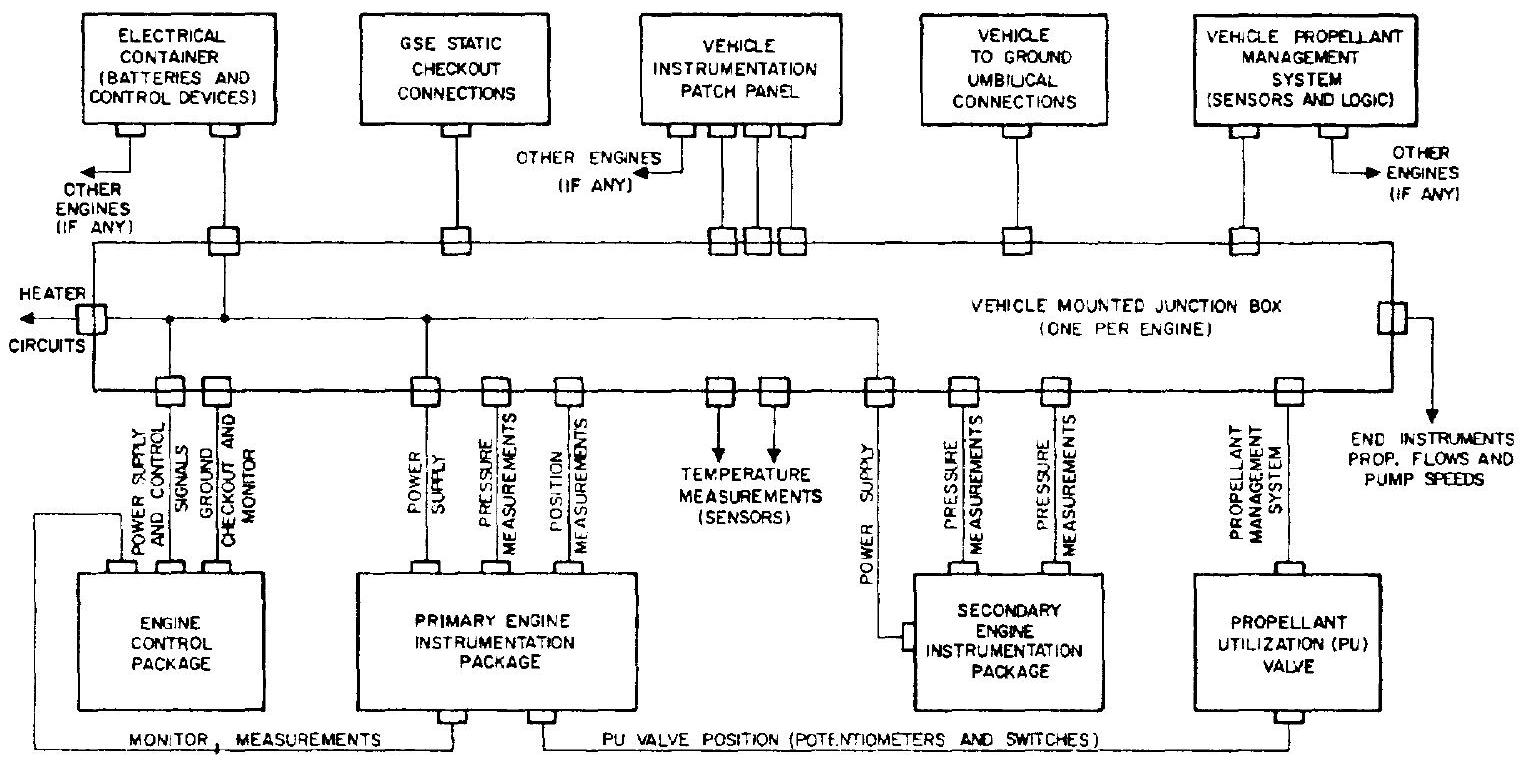 ELECTRICAL
CONTAINER
(BATTERIES AND
CONTROL DEVICES)
GSE STATIC
CHECKOUT
CONNECTIONS
VEHICLE
INSTRUMENTATION
PATCH PANEL
VEHICLE
TO GROUND
UMBILICAL
CONNECTIONS
VEHICLE PROPELLANT
MANAGEMENT
SYSTEM
(SENSORS AND LOGIC)
OTHER
ENGINES
(IF ANY)
OTHER ENGINES
(IF ANY)
OTHER
ENGINES
(IF ANY)
HEATER
CIRCUITS
VEHICLE MOUNTED JUNCTION BOX
(ONE PER ENGINE)
POWER SUPPLY
AND CONTROL
SIGNALS
GROUND
CHECKOUT AND
MONITOR
POWER
SUPPLY
PRESSURE
MEASUREMENTS
POSITION
MEASUREMENTS
TEMPERATURE
MEASUREMENTS
(SENSORS)
POWER SUPPLY
PRESSURE
MEASUREMENTS
PRESSURE
MEASUREMENTS
PROPELLANT
MANAGEMENT
SYSTEM
END INSTRUMENTS
PROP. FLOWS AND
PUMP SPEEDS
ENGINE
CONTROL
PACKAGE
PRIMARY ENGINE
INSTRUMENTATION
PACKAGE
SECONDARY
ENGINE
INSTRUMENTATION
PACKAGE
PROPELLANT
UTILIZATION (PU)
VALVE
MONITOR MEASUREMENTS
PU VALVE POSITION (POTENTIOMETERS AND SWITCHES)